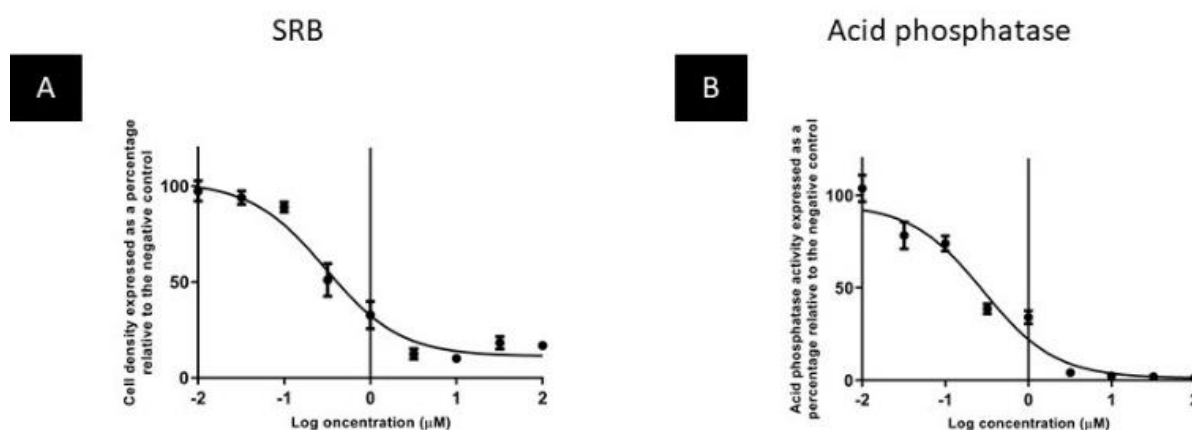 SRB
Acid phosphatase
A
B
Cell density expressed as a percentage
relative to the negative control
100
50
0
-2
-1
0
1
2
Log oncentration (μM)
Acid phosphatase activity expressed as a
percentage relative to the negative control
100
50
0
-2
-1
0
1
2
Log concentration (μM)